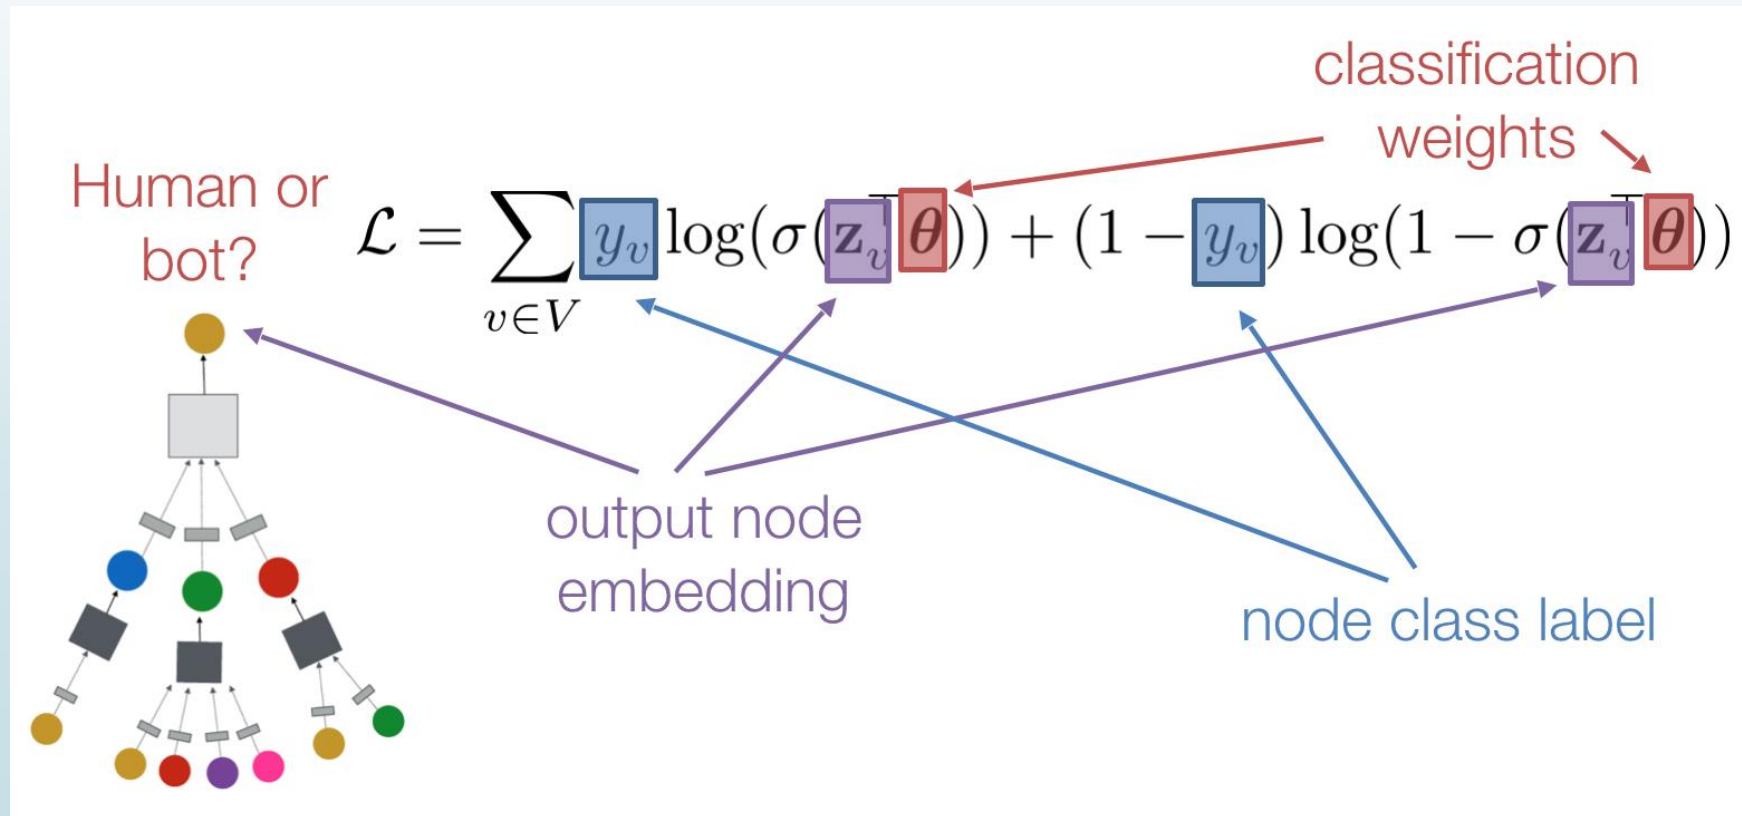 classification
weights
Human or
bot?
ℒ = ∑ y_v log(σ(z_v^⊤ θ)) + (1 − y_v) log(1 − σ(z_v^⊤ θ))
v∈V
output node
embedding
node class label